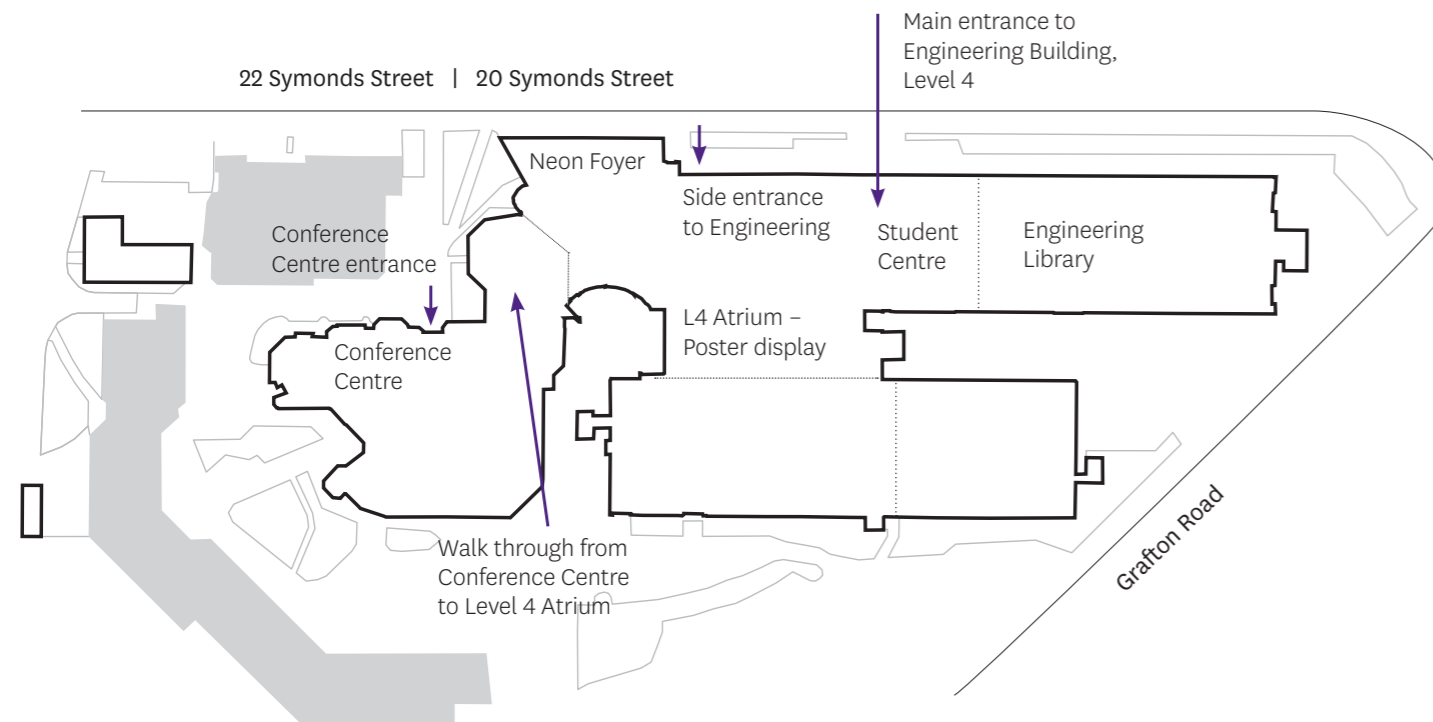 Main entrance to
Engineering Building,
Level 4
22 Symonds Street | 20 Symonds Street
Neon Foyer
Side entrance
to Engineering
Conference
Centre entrance
Student
Centre
Engineering
Library
L4 Atrium –
Poster display
Conference
Centre
Walk through from
Conference Centre
to Level 4 Atrium
Grafton Road